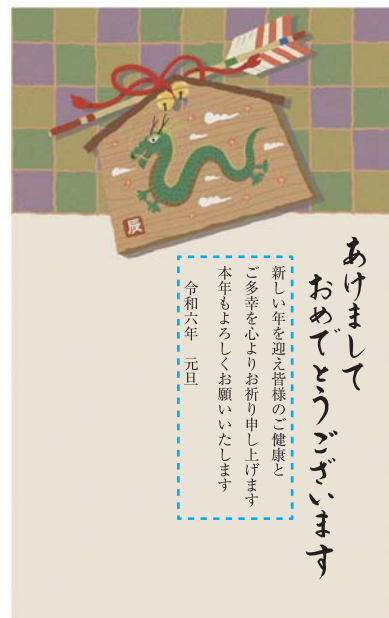 あけまして
おめでとうございます
新しい年を迎え皆様のご健康と
ご多幸を心よりお祈り申し上げます
本年もよろしくお願いいたします
令和六年　元旦
辰